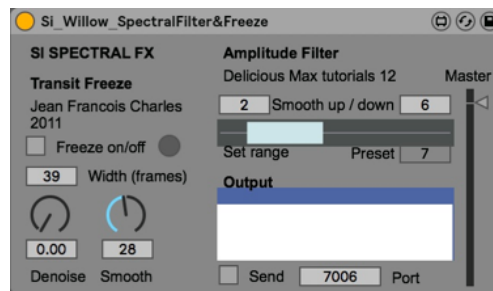 Si_Willow_SpectralFilter&Freeze
SI SPECTRAL FX
Transit Freeze
Jean Francois Charles
2011
Freeze on/off
39 Width (frames)
0.00 28
Denoise Smooth
Amplitude Filter
Delicious Max tutorials 12
2 Smooth up / down 6
Set range Preset 7
Output
Send 7006 Port
Master